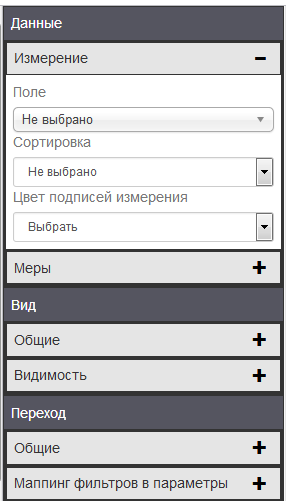 Данные
Измерение
Поле
Не выбрано
Сортировка
Не выбрано
Цвет подписей измерения
Выбрать
Меры
Вид
Общие
Видимость
Переход
Общие
Маппинг фильтров в параметры